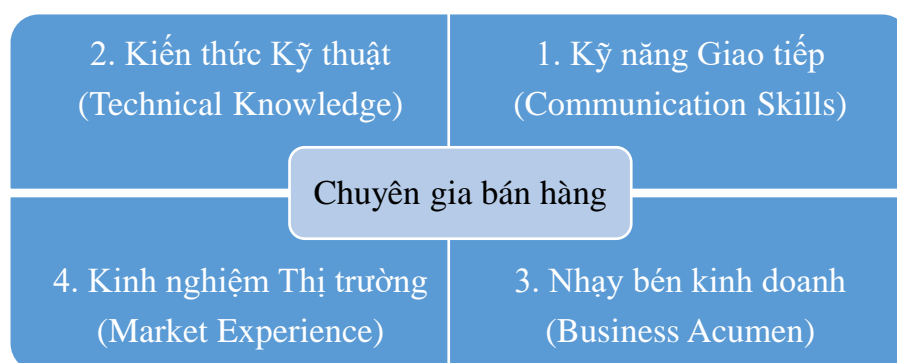 2. Kiến thức Kỹ thuật
(Technical Knowledge)
1. Kỹ năng Giao tiếp
(Communication Skills)
Chuyên gia bán hàng
4. Kinh nghiệm Thị trường
(Market Experience)
3. Nhạy bén kinh doanh
(Business Acumen)